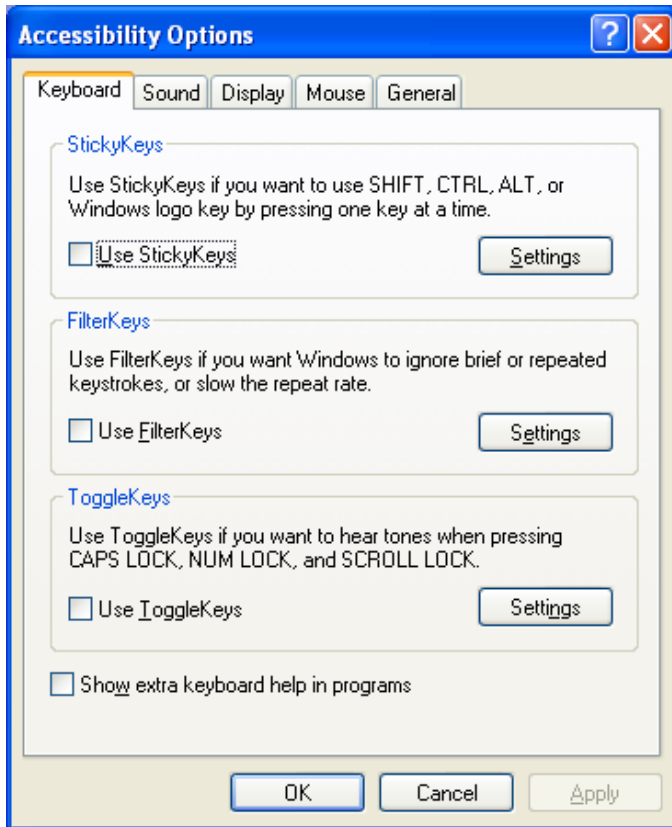 Accessibility Options
Keyboard Sound Display Mouse General
StickyKeys
Use StickyKeys if you want to use SHIFT, CTRL, ALT, or
Windows logo key by pressing one key at a time.
Use StickyKeys Settings
FilterKeys
Use FilterKeys if you want Windows to ignore brief or repeated
keystrokes, or slow the repeat rate.
Use FilterKeys Settings
ToggleKeys
Use ToggleKeys if you want to hear tones when pressing
CAPS LOCK, NUM LOCK, and SCROLL LOCK.
Use ToggleKeys Settings
Show extra keyboard help in programs
OK Cancel Apply